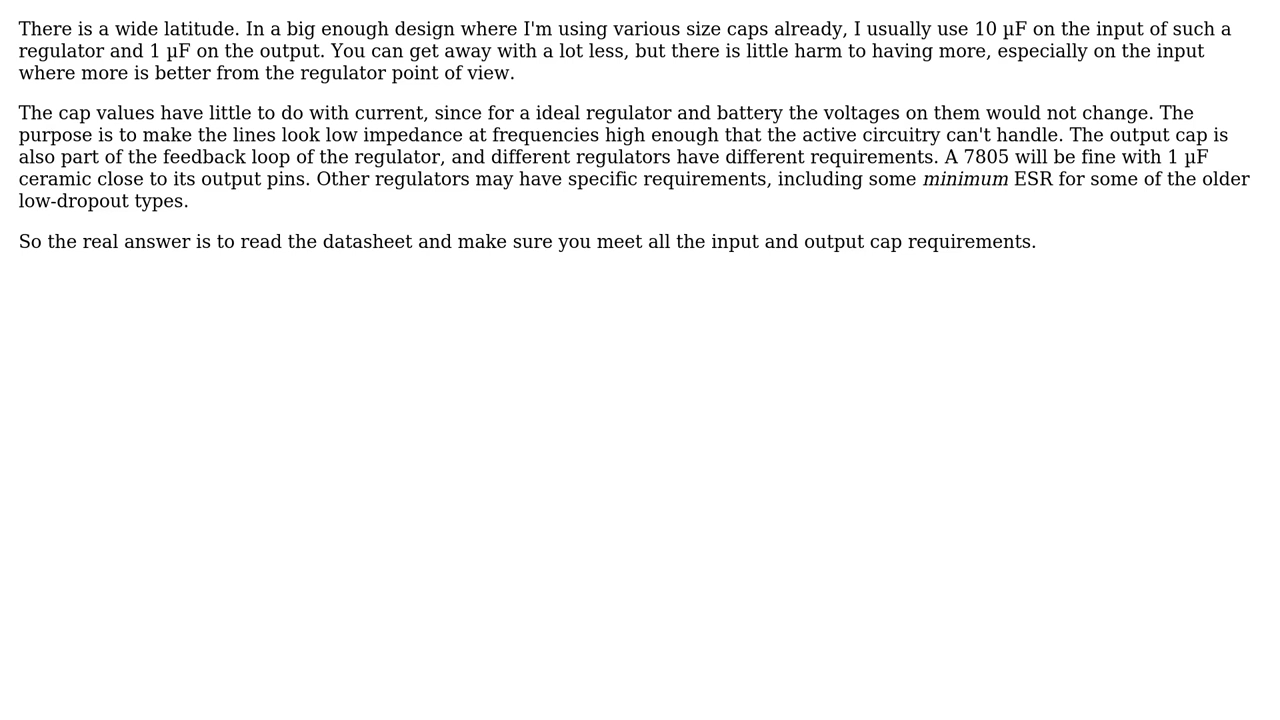 There is a wide latitude. In a big enough design where I'm using various size caps already, I usually use 10 µF on the input of such a
regulator and 1 µF on the output. You can get away with a lot less, but there is little harm to having more, especially on the input
where more is better from the regulator point of view.
The cap values have little to do with current, since for a ideal regulator and battery the voltages on them would not change. The
purpose is to make the lines look low impedance at frequencies high enough that the active circuitry can't handle. The output cap is
also part of the feedback loop of the regulator, and different regulators have different requirements. A 7805 will be fine with 1 µF
ceramic close to its output pins. Other regulators may have specific requirements, including some minimum ESR for some of the older
low-dropout types.
So the real answer is to read the datasheet and make sure you meet all the input and output cap requirements.